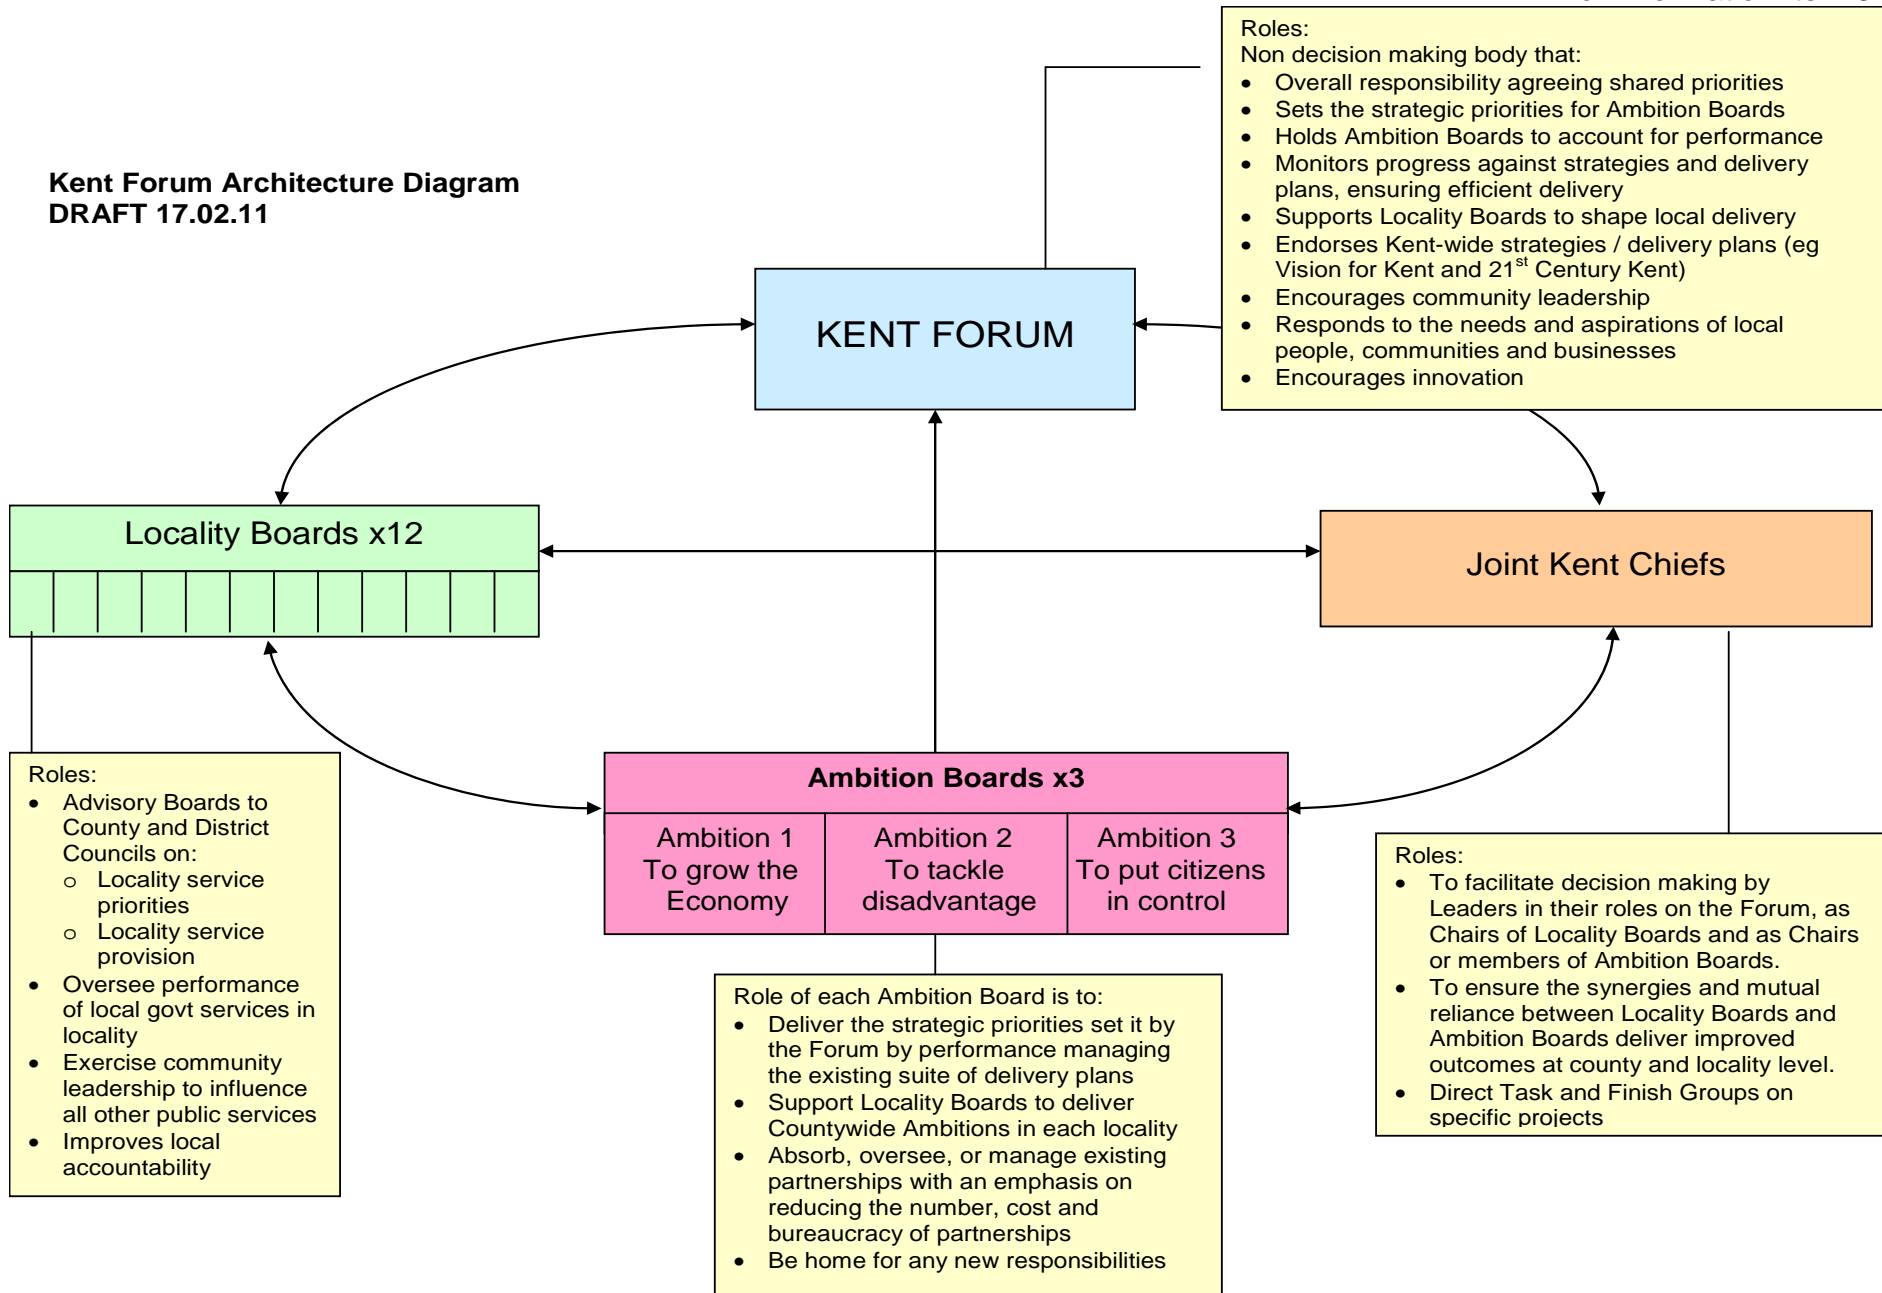 Roles:
Non decision making body that:
• Overall responsibility agreeing shared priorities
• Sets the strategic priorities for Ambition Boards
• Holds Ambition Boards to account for performance
• Monitors progress against strategies and delivery
plans, ensuring efficient delivery
• Supports Locality Boards to shape local delivery
• Endorses Kent-wide strategies / delivery plans (eg
Vision for Kent and 21st Century Kent)
• Encourages community leadership
• Responds to the needs and aspirations of local
people, communities and businesses
• Encourages innovation
Kent Forum Architecture Diagram
DRAFT 17.02.11
KENT FORUM
Locality Boards x12
Joint Kent Chiefs
Ambition Boards x3
Ambition 1
To grow the
Economy
Ambition 2
To tackle
disadvantage
Ambition 3
To put citizens
in control
Roles:
• Advisory Boards to
County and District
Councils on:
o Locality service
priorities
o Locality service
provision
• Oversee performance
of local govt services in
locality
• Exercise community
leadership to influence
all other public services
• Improves local
accountability
Role of each Ambition Board is to:
• Deliver the strategic priorities set it by
the Forum by performance managing
the existing suite of delivery plans
• Support Locality Boards to deliver
Countywide Ambitions in each locality
• Absorb, oversee, or manage existing
partnerships with an emphasis on
reducing the number, cost and
bureaucracy of partnerships
• Be home for any new responsibilities
Roles:
• To facilitate decision making by
Leaders in their roles on the Forum, as
Chairs of Locality Boards and as Chairs
or members of Ambition Boards.
• To ensure the synergies and mutual
reliance between Locality Boards and
Ambition Boards deliver improved
outcomes at county and locality level.
• Direct Task and Finish Groups on
specific projects